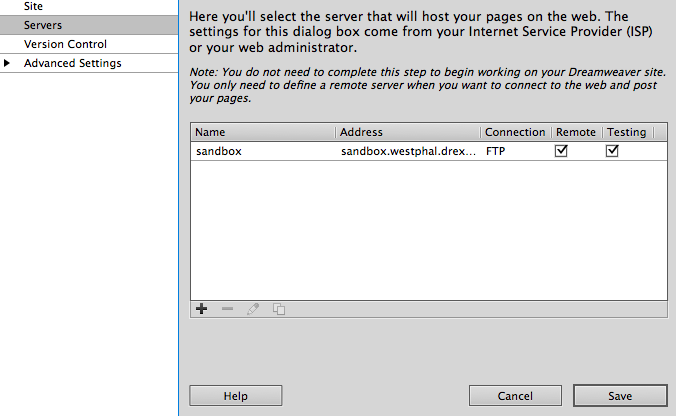 Site
Servers
Version Control
Advanced Settings
Here you'll select the server that will host your pages on the web. The
settings for this dialog box come from your Internet Service Provider (ISP)
or your web administrator.
Note: You do not need to complete this step to begin working on your Dreamweaver site.
You only need to define a remote server when you want to connect to the web and post
your pages.
Name Address Connection Remote Testing
sandbox sandbox.westphal.drex... FTP
Help Cancel Save